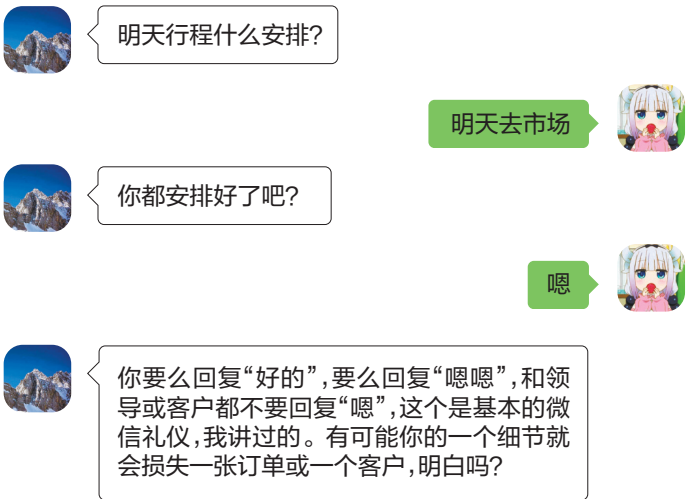 明天行程什么安排?
明天去市场
你都安排好了吧?
嗯
你要么回复“好的”,要么回复“嗯嗯”,和领
导或客户都不要回复“嗯”,这个是基本的微
信礼仪,我讲过的。有可能你的一个细节就
会损失一张订单或一个客户,明白吗?